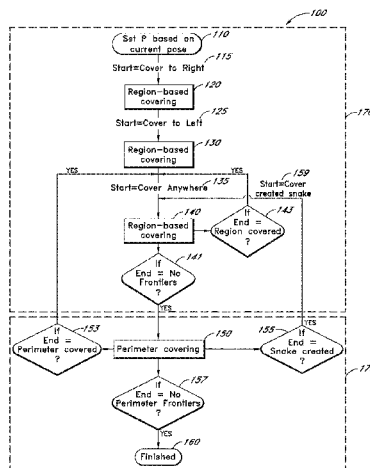 100
Set P based on
current pose
110
Start=Cover to Right
115
Region-based
covering
120
Start=Cover to Left
125
Region-based
covering
130
170
YES
YES
159
Start=Cover Anywhere
135
Start=Cover
created snake
140
Region-based
covering
143
If
End = Region covered
?
141
If
End = No
Frontiers
?
YES
153
If
End =
Perimeter covered
?
Perimeter covering
150
155
YES
If
End =
Snake created
?
157
If
End = No
Perimeter Frontiers
?
YES
160
Finished